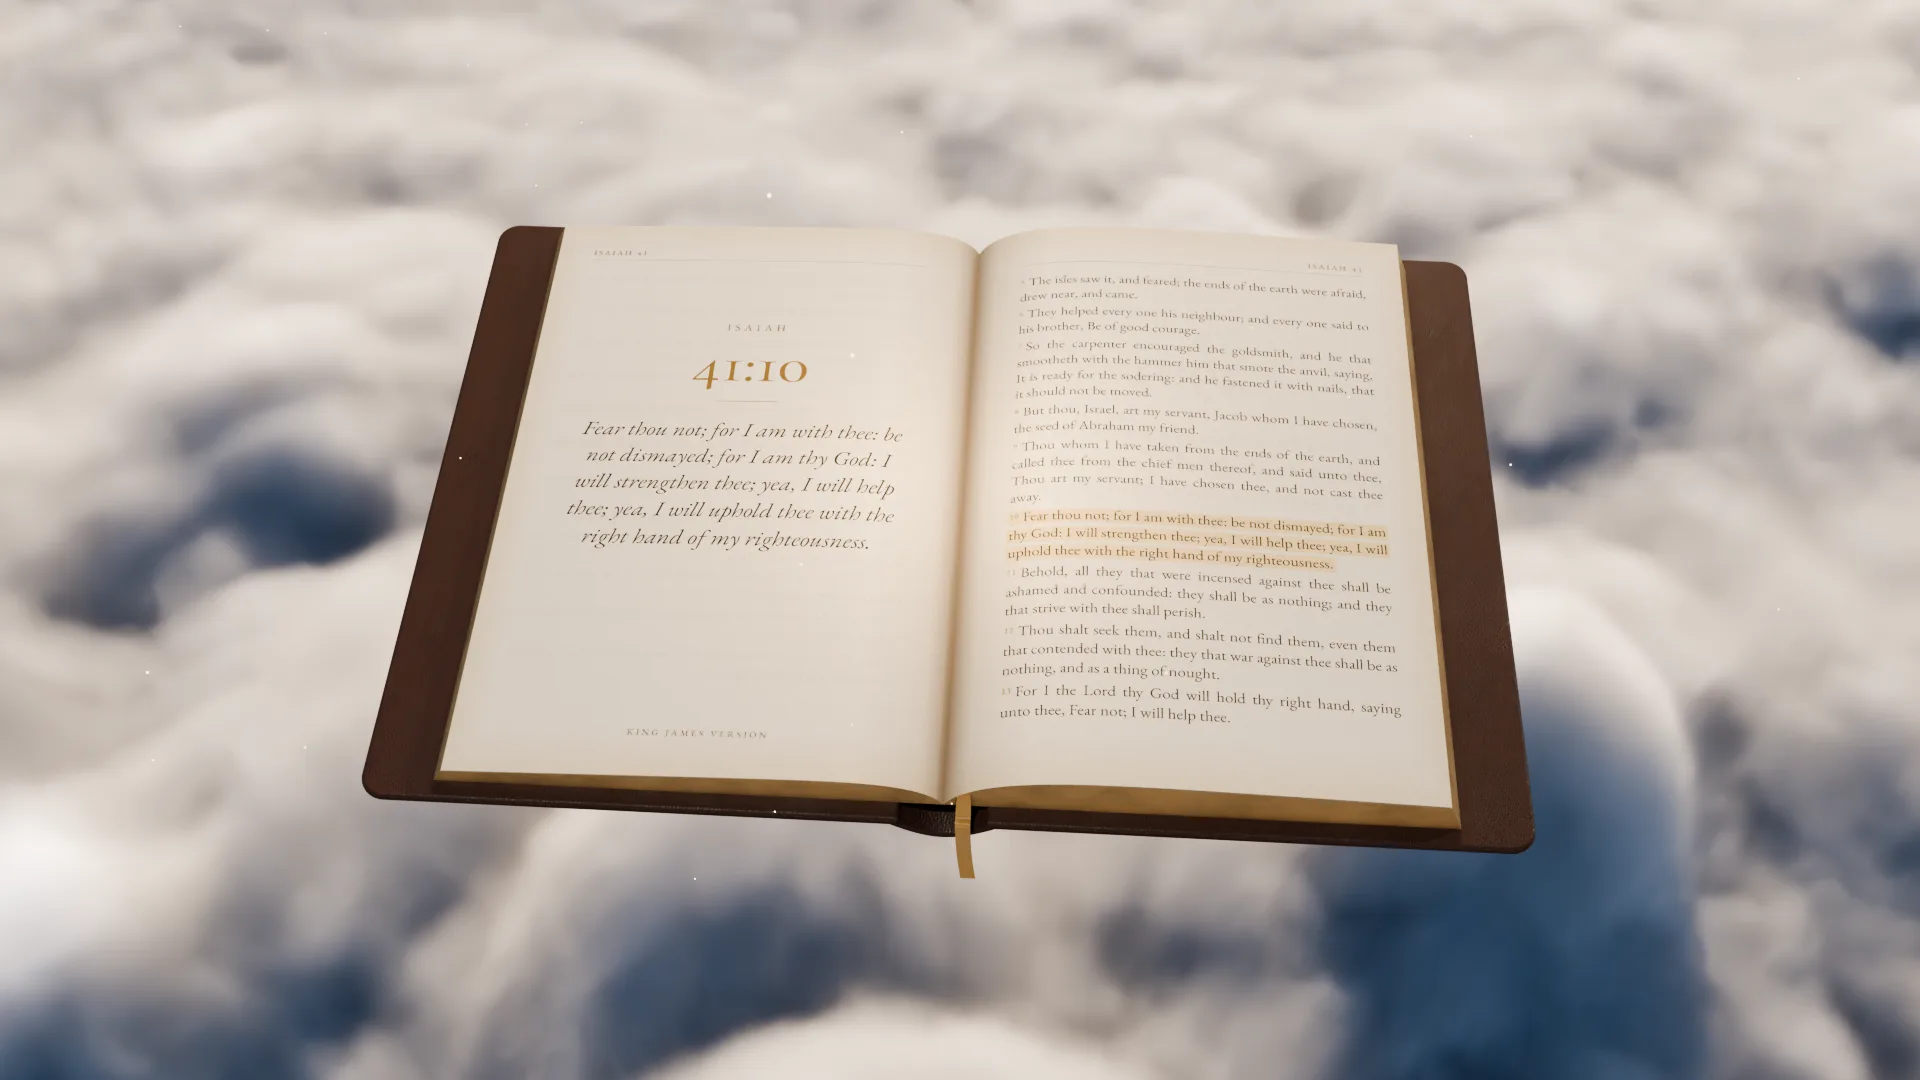 ISAIAH 41
ISAIAH
41:10
Fear thou not; for I am with thee: be
not dismayed; for I am thy God: I
will strengthen thee; yea, I will help
thee; yea, I will uphold thee with the
right hand of my righteousness.
KING JAMES VERSION
ISAIAH 41
The isles saw it, and feared; the ends of the earth were afraid,
drew near, and came.
They helped every one his neighbour; and every one said to
his brother, Be of good courage.
So the carpenter encouraged the goldsmith, and he that
smootheth with the hammer him that smote the anvil, saying,
It is ready for the sodering: and he fastened it with nails, that
it should not be moved.
8 But thou, Israel, art my servant, Jacob whom I have chosen,
the seed of Abraham my friend.
9 Thou whom I have taken from the ends of the earth, and
called thee from the chief men thereof, and said unto thee,
Thou art my servant; I have chosen thee, and not cast thee
away.
10 Fear thou not; for I am with thee: be not dismayed; for I am
thy God: I will strengthen thee; yea, I will help thee; yea, I will
uphold thee with the right hand of my righteousness.
11 Behold, all they that were incensed against thee shall be
ashamed and confounded: they shall be as nothing; and they
that strive with thee shall perish.
12 Thou shalt seek them, and shalt not find them, even them
that contended with thee: they that war against thee shall be as
nothing, and as a thing of nought.
13 For I the Lord thy God will hold thy right hand, saying
unto thee, Fear not; I will help thee.